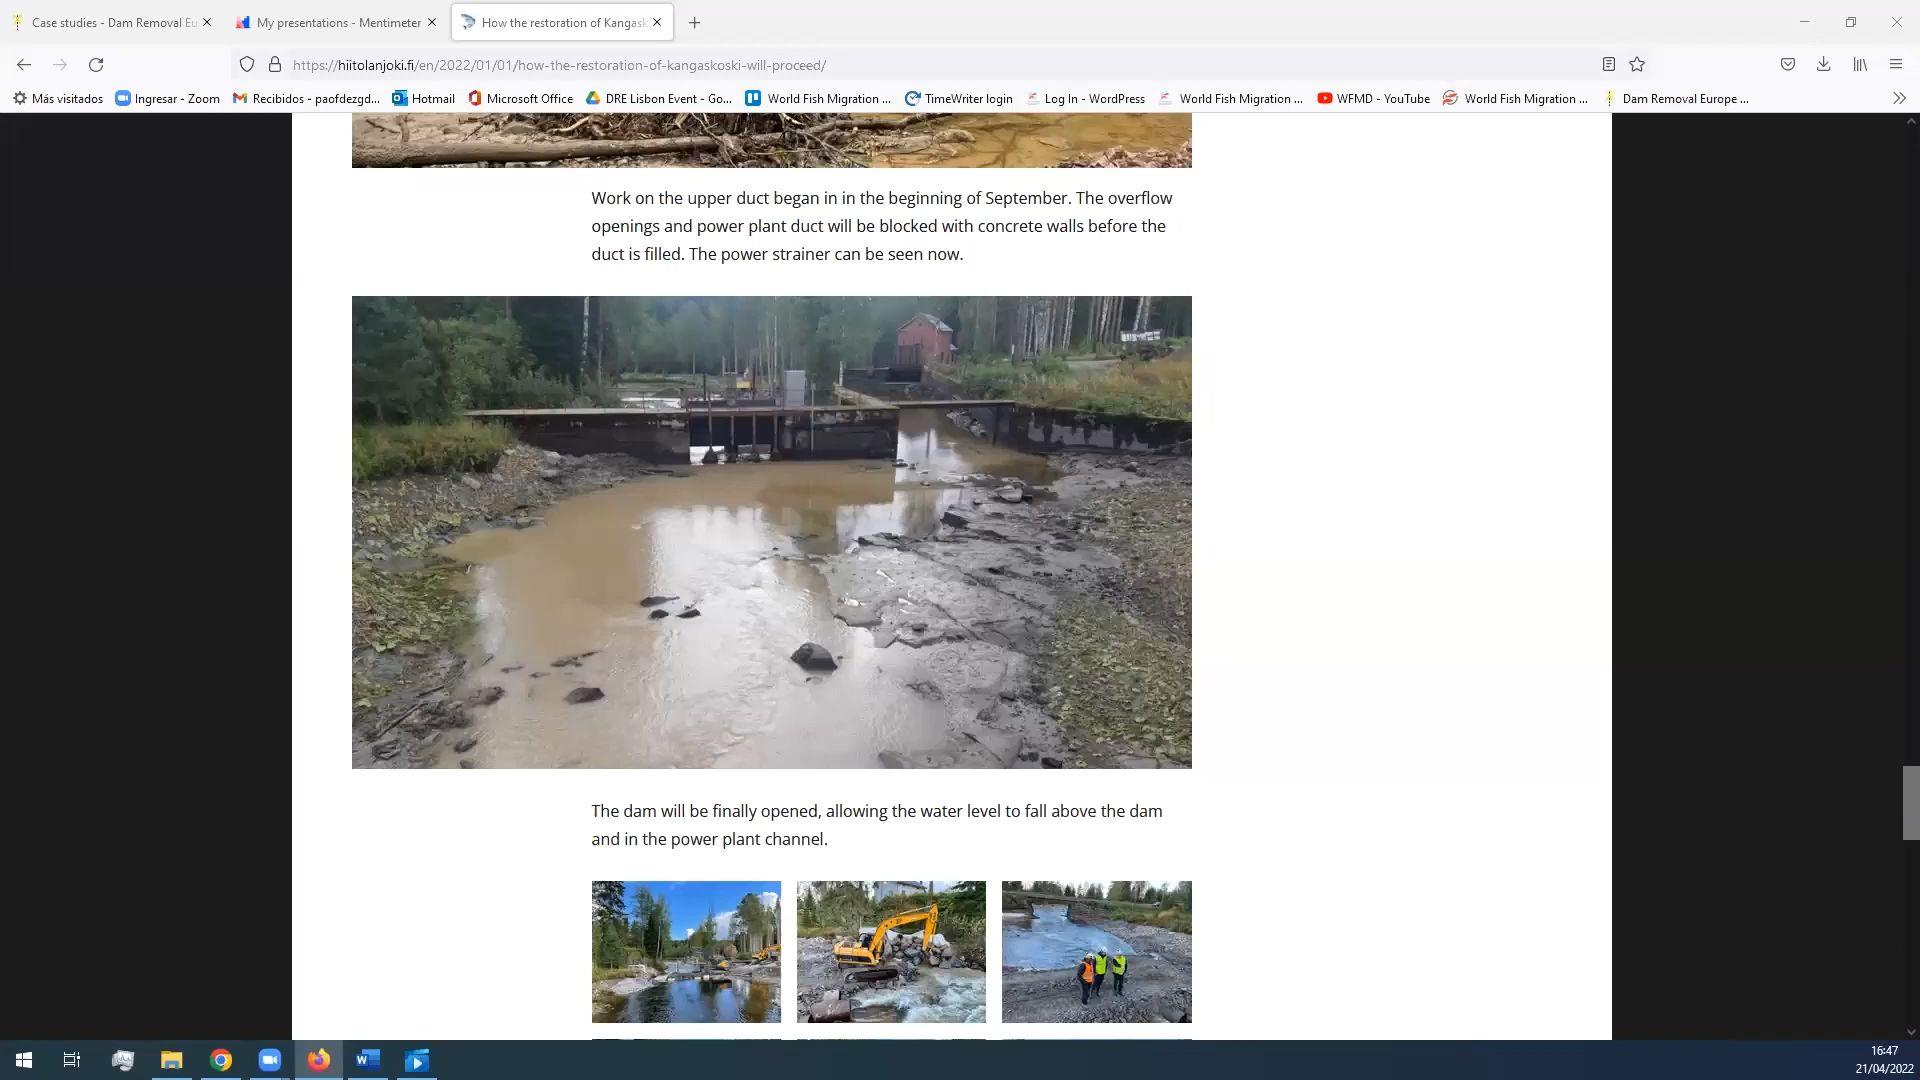 Case studies - Dam Removal Eu
My presentations - Mentimeter
How the restoration of Kangask
https://hiitolanjoki.fi/en/2022/01/01/how-the-restoration-of-kangaskoski-will-proceed/
Más visitados
Ingresar - Zoom
Recibidos - paofdezgd...
Hotmail
Microsoft Office
DRE Lisbon Event - Go...
World Fish Migration ...
TimeWriter login
Log In - WordPress
World Fish Migration ...
WFMD - YouTube
World Fish Migration ...
Dam Removal Europe ...
Work on the upper duct began in in the beginning of September. The overflow
openings and power plant duct will be blocked with concrete walls before the
duct is filled. The power strainer can be seen now.
The dam will be finally opened, allowing the water level to fall above the dam
and in the power plant channel.
16:47
21/04/2022